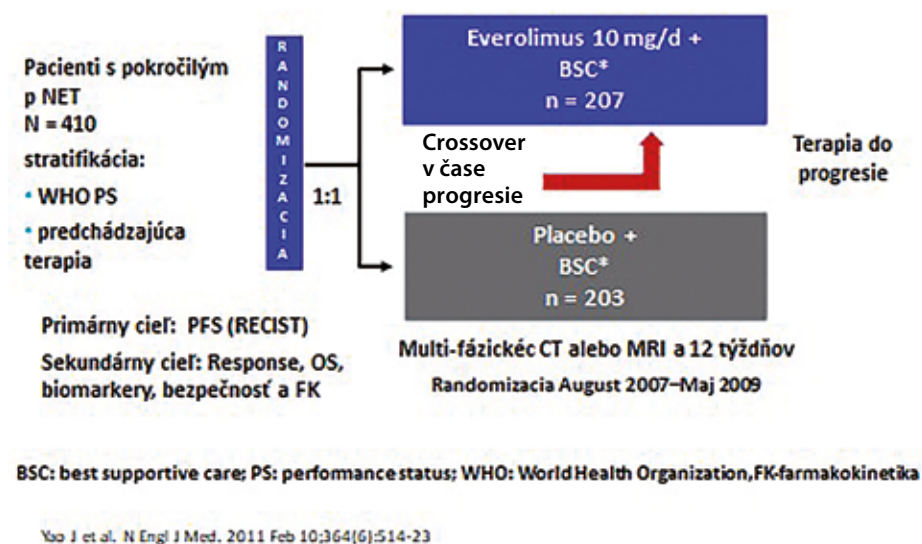 Pacienti s pokročilým
p NET
N = 410
stratifikácia:
• WHO PS
• predchádzajúca
terapia
RANDOMIZACIA
1:1
Everolimus 10 mg/d +
BSC*
n = 207
Crossover
v čase
progresie
Terapia do
progresie
Placebo +
BSC*
n = 203
Primárny cieľ: PFS (RECIST)
Sekundárny cieľ: Response, OS,
biomarkery, bezpečnosť a FK
Multi-fázickéc CT alebo MRI a 12 týždňov
Randomizacia August 2007–Maj 2009
BSC: best supportive care; PS: performance status; WHO: World Health Organization,FK-farmakokinetika
Yao J et al. N Engl J Med. 2011 Feb 10;364(6):514-23